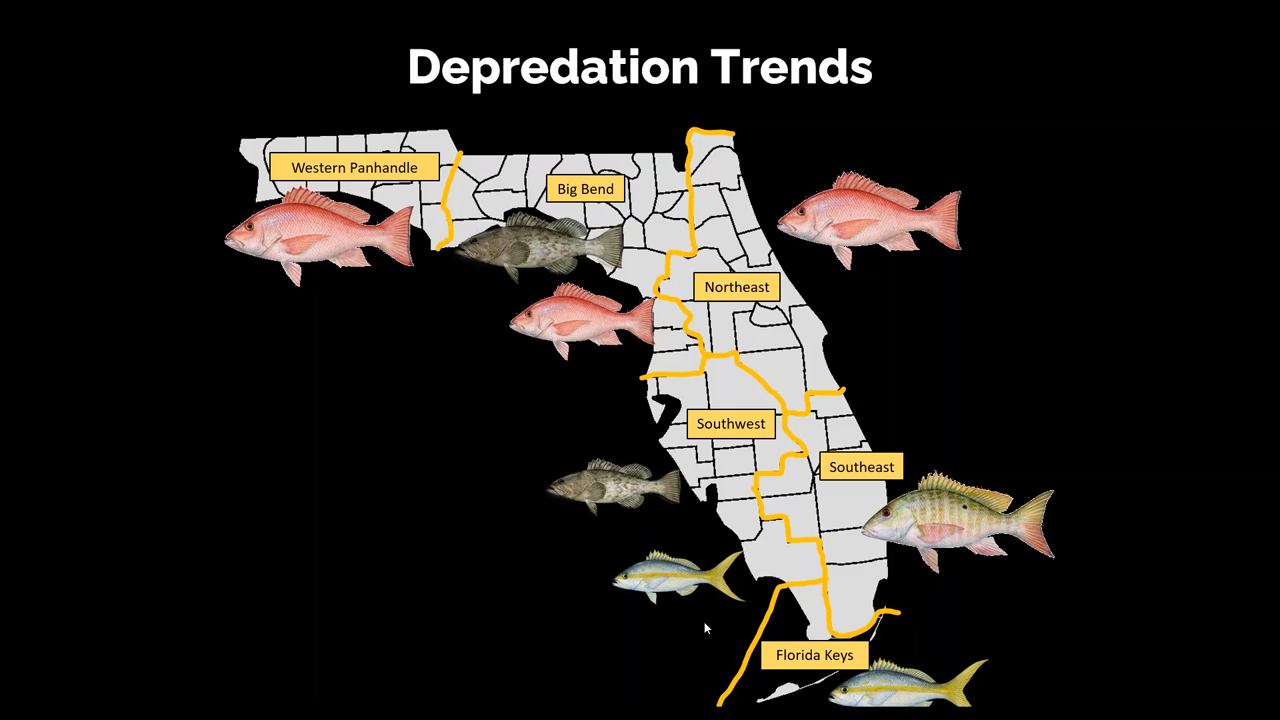 Depredation Trends
Western Panhandle
Big Bend
Northeast
Southwest
Southeast
Florida Keys